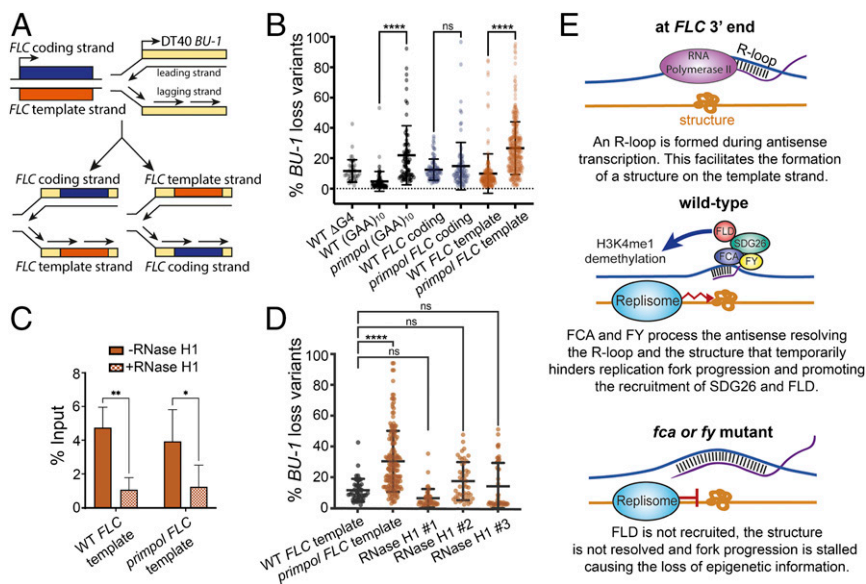 A
FLC coding strand
DT40 BU-1
leading strand
lagging strand
FLC template strand
FLC coding strand
FLC template strand
FLC template strand
FLC coding strand
B
% BU-1 loss variants
100
80
60
40
20
0
****
ns
****
WT ΔG4
WT (GAA)10
primpol (GAA)10
WT FLC coding
primpol FLC coding
WT FLC template
primpol FLC template
C
-RNase H1
+RNase H1
% Input
8
6
4
2
0
**
*
WT FLC template
primpol FLC template
D
% BU-1 loss variants
100
80
60
40
20
0
ns
ns
ns
****
WT FLC template
primpol FLC template
RNase H1 #1
RNase H1 #2
RNase H1 #3
E
at FLC 3' end
RNA
Polymerase II
R-loop
structure
An R-loop is formed during antisense
transcription. This facilitates the formation
of a structure on the template strand.
wild-type
H3K4me1
demethylation
FLD
SDG26
FCA
FY
Replisome
FCA and FY process the antisense resolving
the R-loop and the structure that temporarily
hinders replication fork progression and promoting
the recruitment of SDG26 and FLD.
fca or fy mutant
Replisome
FLD is not recruited, the structure
is not resolved and fork progression is stalled
causing the loss of epigenetic information.